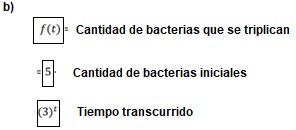 b)
f(t)= Cantidad de bacterias que se triplican
=5· Cantidad de bacterias iniciales
(3)^t Tiempo transcurrido